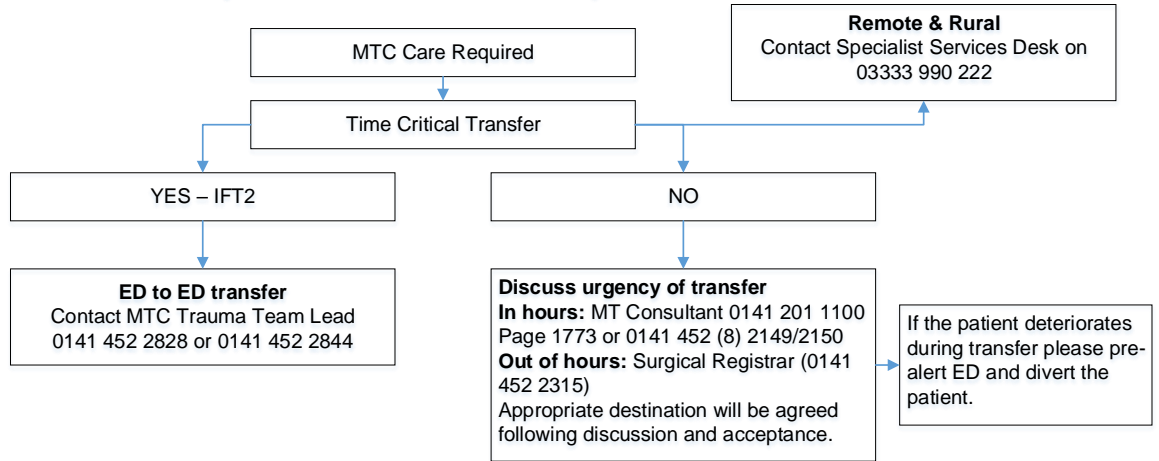 MTC Care Required
Remote & Rural
Contact Specialist Services Desk on
03333 990 222
Time Critical Transfer
YES – IFT2
NO
ED to ED transfer
Contact MTC Trauma Team Lead
0141 452 2828 or 0141 452 2844
Discuss urgency of transfer
In hours: MT Consultant 0141 201 1100
Page 1773 or 0141 452 (8) 2149/2150
Out of hours: Surgical Registrar (0141
452 2315)
Appropriate destination will be agreed
following discussion and acceptance.
If the patient deteriorates
during transfer please pre-
alert ED and divert the
patient.